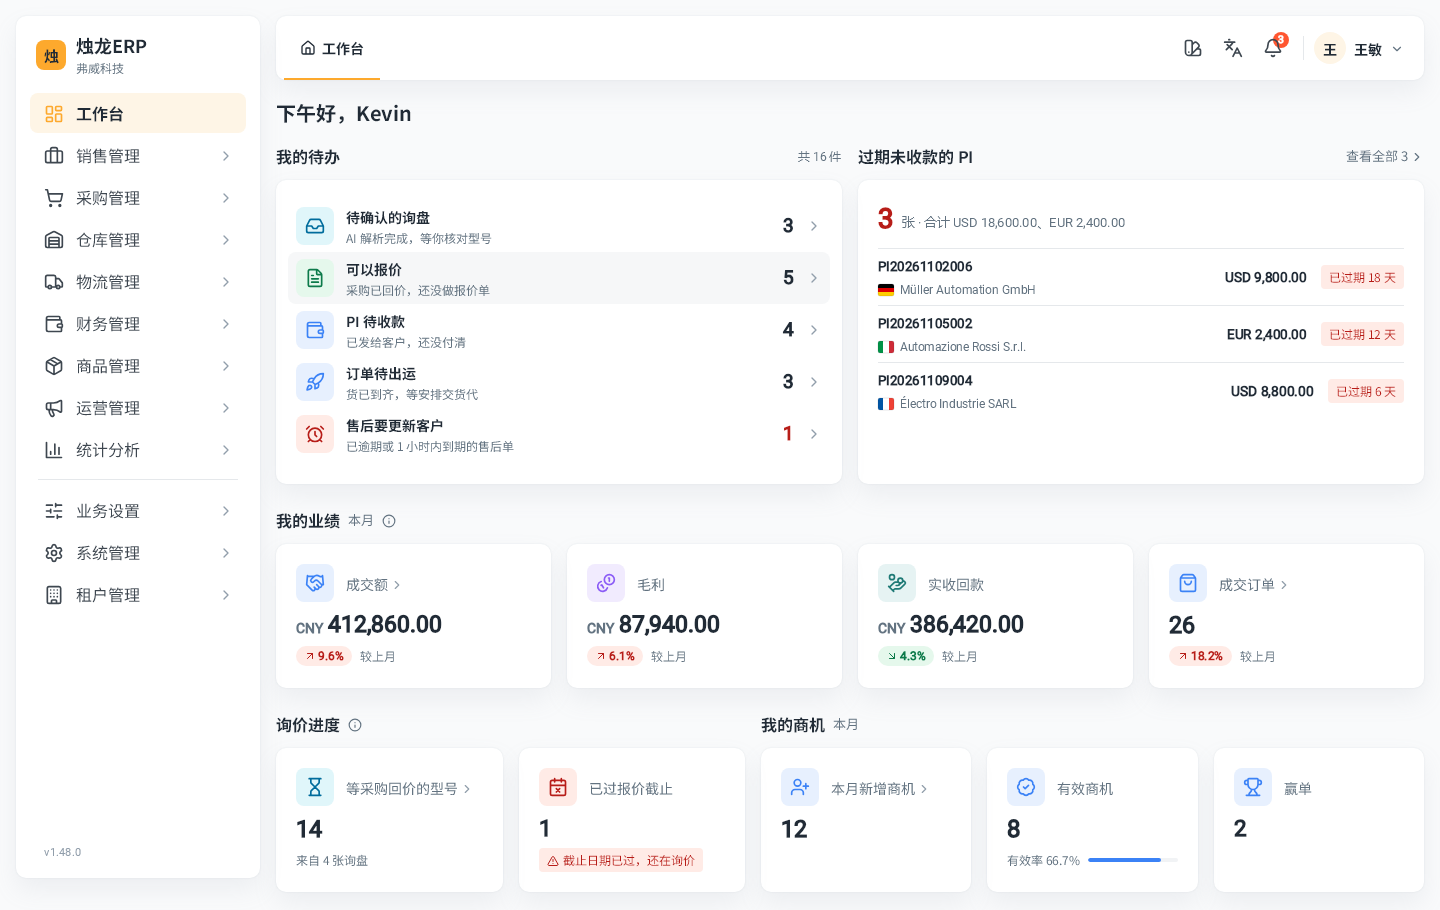 烛
烛龙ERP
弗威科技
工作台
销售管理
采购管理
仓库管理
物流管理
财务管理
商品管理
运营管理
统计分析
业务设置
系统管理
租户管理
v1.48.0
工作台
3
王
王敏
下午好，Kevin
我的待办
共 16 件
待确认的询盘
AI 解析完成，等你核对型号
3
可以报价
采购已回价，还没做报价单
5
PI 待收款
已发给客户，还没付清
4
订单待出运
货已到齐，等安排交货代
3
售后要更新客户
已逾期或 1 小时内到期的售后单
1
过期未收款的 PI
查看全部 3
3 张 · 合计 USD 18,600.00、EUR 2,400.00
PI20261102006
Müller Automation GmbH
USD 9,800.00
已过期 18 天
PI20261105002
Automazione Rossi S.r.l.
EUR 2,400.00
已过期 12 天
PI20261109004
Électro Industrie SARL
USD 8,800.00
已过期 6 天
我的业绩 本月
成交额
CNY 412,860.00
9.6% 较上月
毛利
CNY 87,940.00
6.1% 较上月
实收回款
CNY 386,420.00
4.3% 较上月
成交订单
26
18.2% 较上月
询价进度
等采购回价的型号
14
来自 4 张询盘
已过报价截止
1
截止日期已过，还在询价
我的商机 本月
本月新增商机
12
有效商机
8
有效率 66.7%
赢单
2